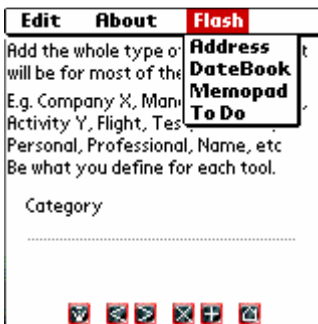 Edit About Flash
Address
DateBook
Memopad
To Do
Add the whole type o t
will be for most of the
E.g. Company X, Man
Activity Y, Flight, Tes
Personal, Professional, Name, etc
Be what you define for each tool.
Category